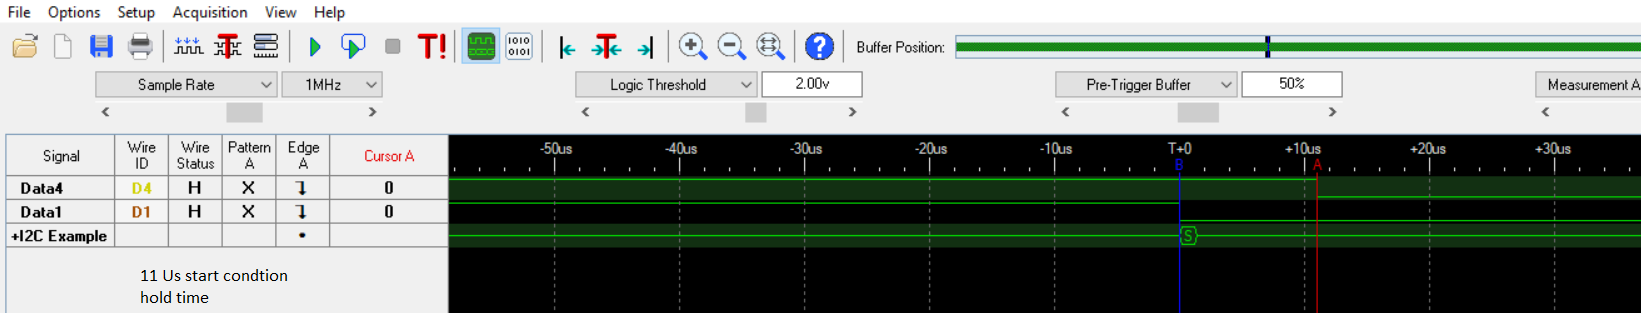 File Options Setup Acquisition View Help
T! 1010 0101 ? Buffer Position:
Sample Rate 1MHz Logic Threshold 2.00v Pre-Trigger Buffer 50% Measurement A
Signal Wire ID Wire Status Pattern A Edge A Cursor A
-50us -40us -30us -20us -10us T+0 +10us +20us +30us
B A
Data4 D4 H X 0
Data1 D1 H X 0
+I2C Example S
11 Us start condtion
hold time